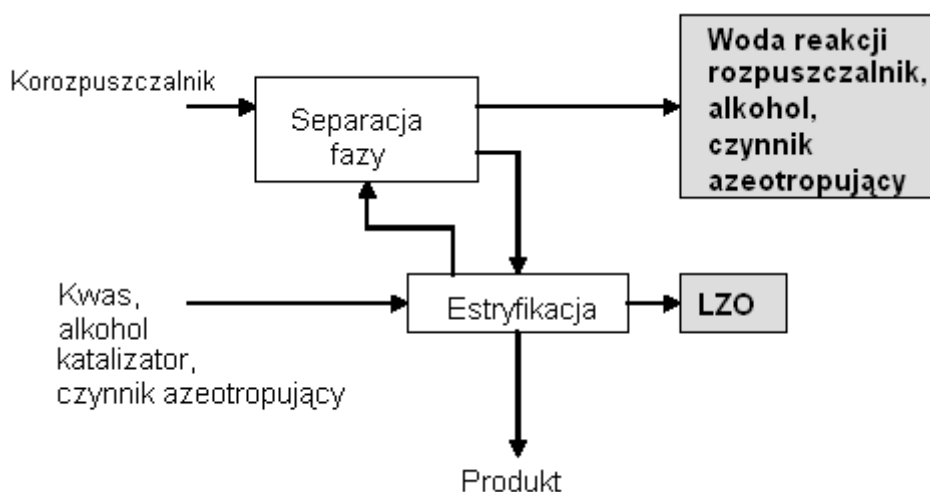 Korozpuszczalnik
Separacja
fazy
Woda reakcji
rozpuszczalnik,
alkohol,
czynnik
azeotropujący
Kwas,
alkohol
katalizator,
czynnik azeotropujący
Estryfikacja
LZO
Produkt